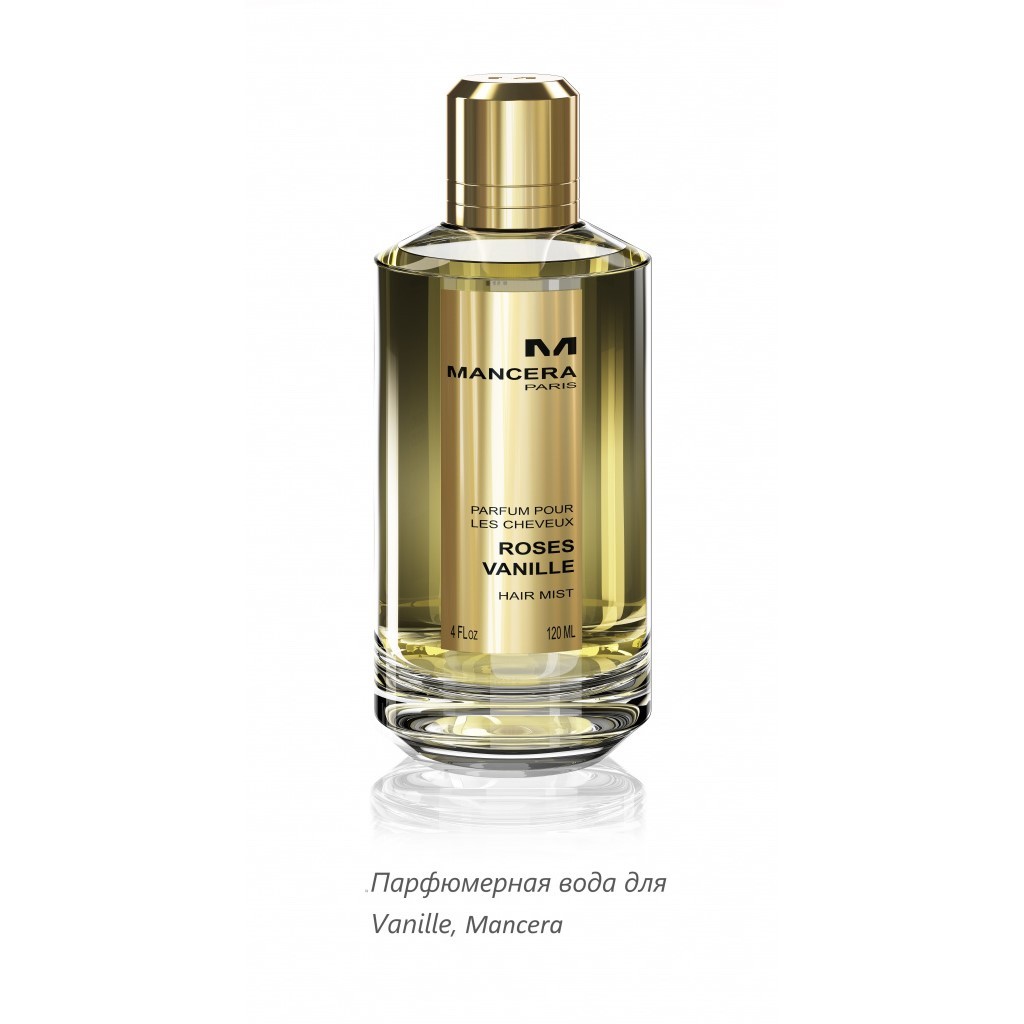 M
MANCERA
PARIS
PARFUM POUR
LES CHEVEUX
ROSES
VANILLE
HAIR MIST
4 FLoz 120 ML
Парфюмерная вода для
Vanille, Mancera